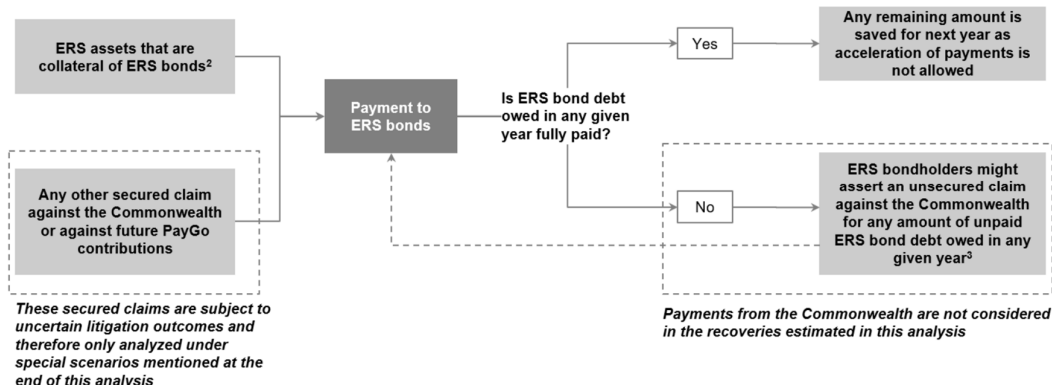 ERS assets that are
collateral of ERS bonds²
Any other secured claim
against the Commonwealth
or against future PayGo
contributions
These secured claims are subject to
uncertain litigation outcomes and
therefore only analyzed under
special scenarios mentioned at the
end of this analysis
Payment to
ERS bonds
Is ERS bond debt
owed in any given
year fully paid?
Yes
Any remaining amount is
saved for next year as
acceleration of payments is
not allowed
No
ERS bondholders might
assert an unsecured claim
against the Commonwealth
for any amount of unpaid
ERS bond debt owed in any
given year³
Payments from the Commonwealth are not considered
in the recoveries estimated in this analysis